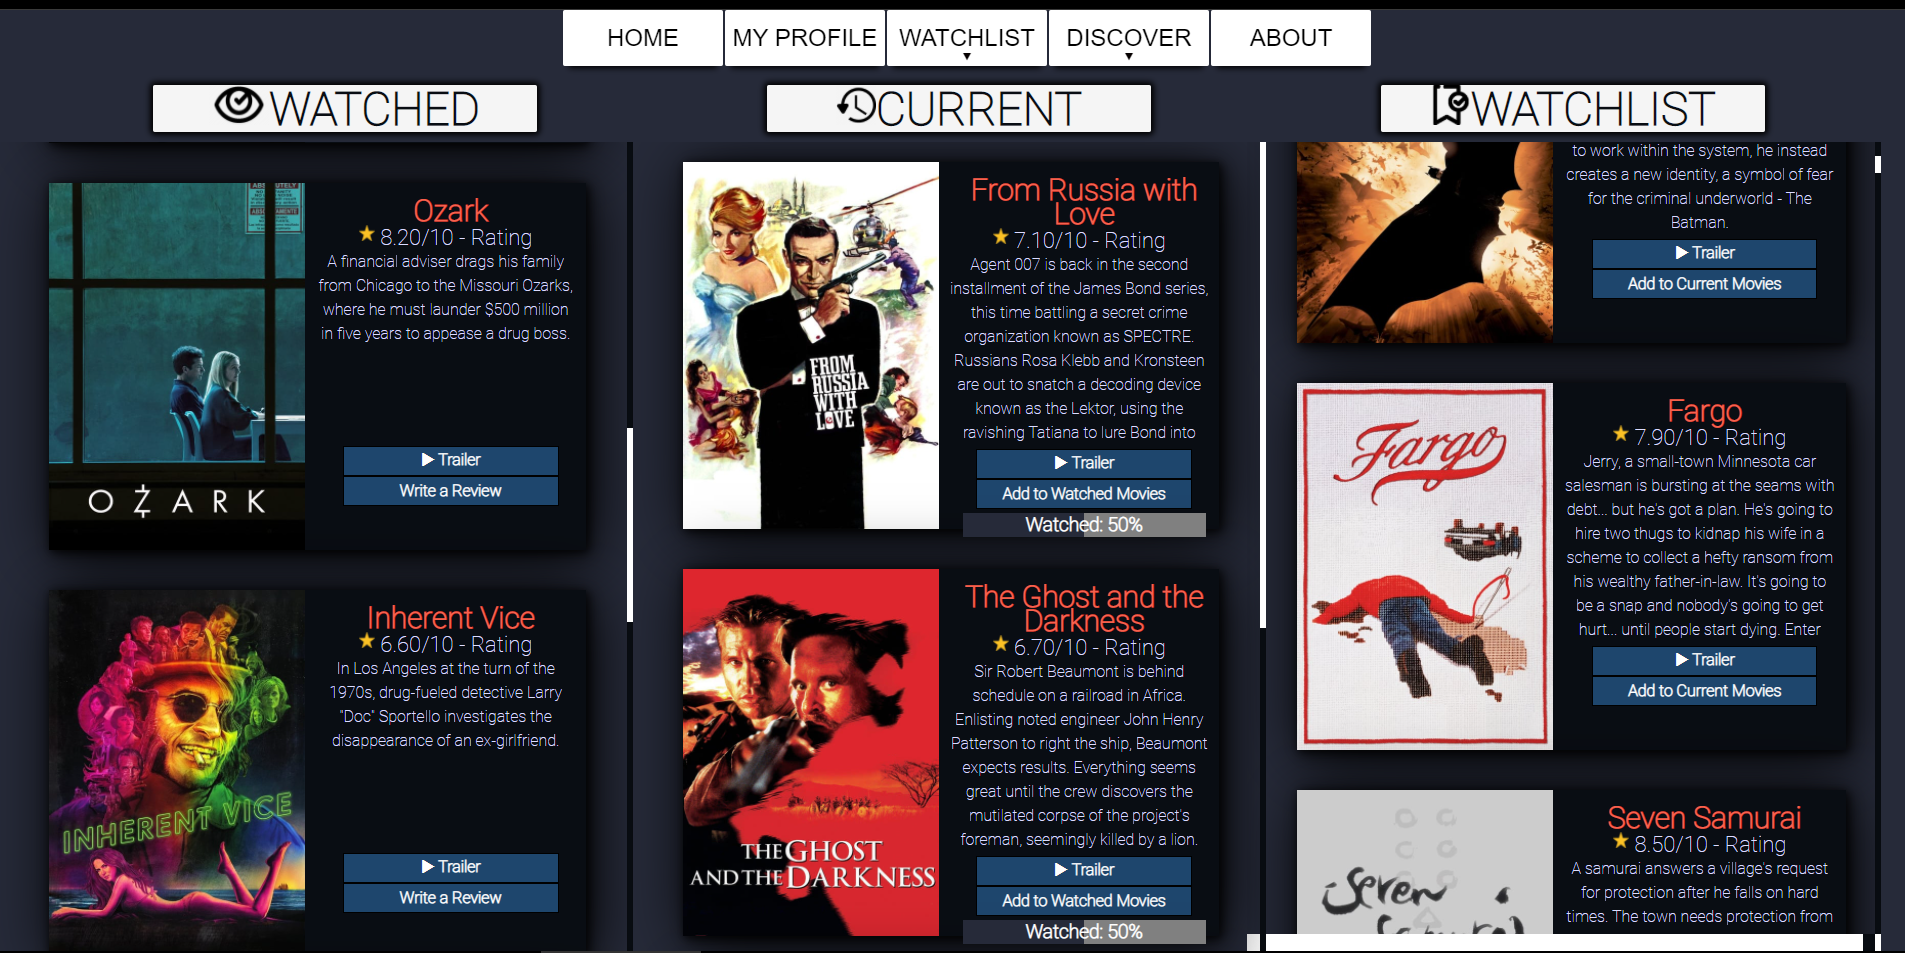 HOME
MY PROFILE
WATCHLIST
DISCOVER
ABOUT
WATCHED
OZARK
Ozark
8.20/10 - Rating
A financial adviser drags his family
from Chicago to the Missouri Ozarks,
where he must launder $500 million
in five years to appease a drug boss.
Trailer
Write a Review
INHERENT VICE
Inherent Vice
6.60/10 - Rating
In Los Angeles at the turn of the
1970s, drug-fueled detective Larry
"Doc" Sportello investigates the
disappearance of an ex-girlfriend.
Trailer
Write a Review
CURRENT
FROM
RUSSIA
WITH
LOVE
From Russia with
Love
7.10/10 - Rating
Agent 007 is back in the second
installment of the James Bond series,
this time battling a secret crime
organization known as SPECTRE.
Russians Rosa Klebb and Kronsteen
are out to snatch a decoding device
known as the Lektor, using the
ravishing Tatiana to lure Bond into
Trailer
Add to Watched Movies
Watched: 50%
THE GHOST
AND THE DARKNESS
The Ghost and the
Darkness
6.70/10 - Rating
Sir Robert Beaumont is behind
schedule on a railroad in Africa.
Enlisting noted engineer John Henry
Patterson to right the ship, Beaumont
expects results. Everything seems
great until the crew discovers the
mutilated corpse of the project's
foreman, seemingly killed by a lion.
Trailer
Add to Watched Movies
Watched: 50%
WATCHLIST
to work within the system, he instead
creates a new identity, a symbol of fear
for the criminal underworld - The
Batman.
Trailer
Add to Current Movies
Fargo
Fargo
7.90/10 - Rating
Jerry, a small-town Minnesota car
salesman is bursting at the seams with
debt... but he's got a plan. He's going to
hire two thugs to kidnap his wife in a
scheme to collect a hefty ransom from
his wealthy father-in-law. It's going to
be a snap and nobody's going to get
hurt... until people start dying. Enter
Trailer
Add to Current Movies
Seven
Seven Samurai
8.50/10 - Rating
A samurai answers a village's request
for protection after he falls on hard
times. The town needs protection from